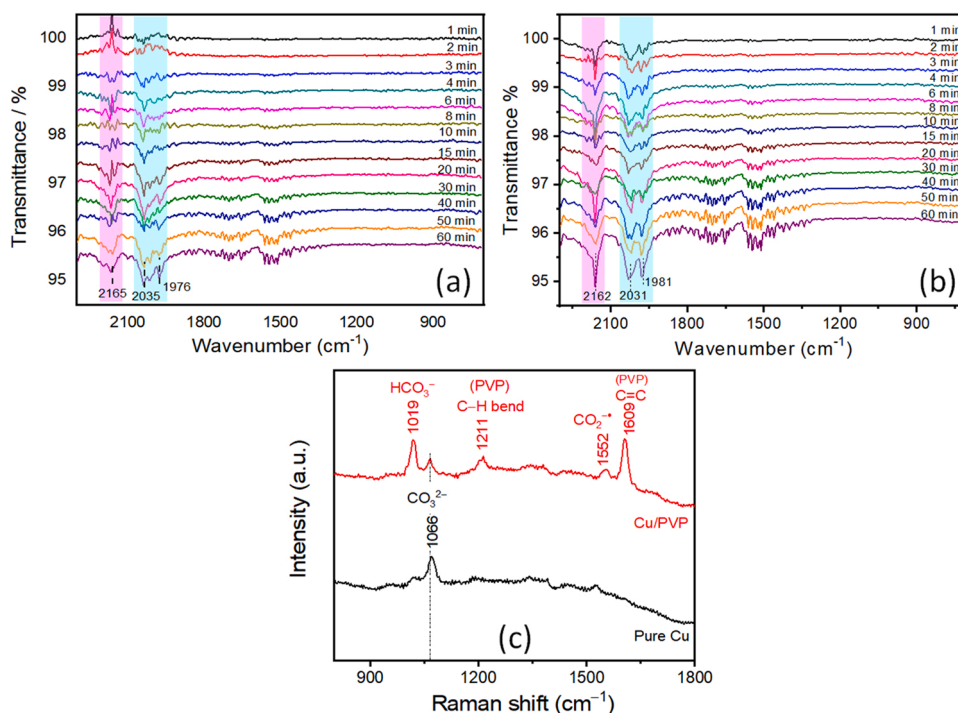 Transmittance / %
100
99
98
97
96
95
1 min
2 min
3 min
4 min
6 min
8 min
10 min
15 min
20 min
30 min
40 min
50 min
60 min
2165
2035
1976
(a)
2100
1800
1500
1200
900
Wavenumber (cm⁻¹)
Transmittance %
100
99
98
97
96
95
1 min
2 min
3 min
4 min
6 min
8 min
10 min
15 min
20 min
30 min
40 min
50 min
60 min
2162
2031
1981
(b)
2100
1800
1500
1200
900
Wavenumber (cm⁻¹)
Intensity (a.u.)
HCO₃⁻
1019
(PVP)
C–H bend
1211
CO₂⁻•
1552
(PVP)
C=C
1609
Cu/PVP
CO₃²⁻
1066
Pure Cu
(c)
900
1200
1500
1800
Raman shift (cm⁻¹)